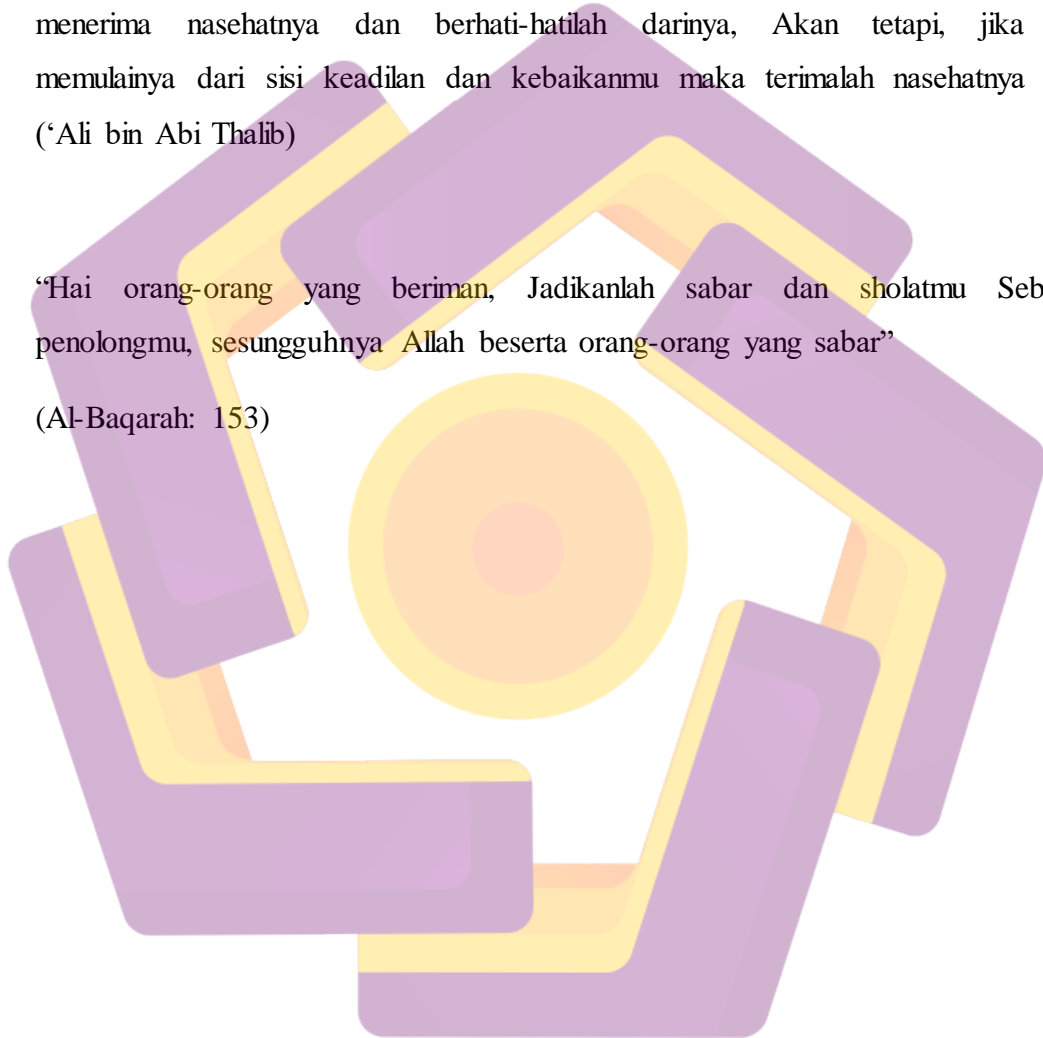 menerima nasehatnya dan berhati-hatilah darinya, Akan tetapi, jika
memulainya dari sisi keadilan dan kebaikanmu maka terimalah nasehatnya
(‘Ali bin Abi Thalib)
“Hai orang-orang yang beriman, Jadikanlah sabar dan sholatmu Seb
penolongmu, sesungguhnya Allah beserta orang-orang yang sabar”
(Al-Baqarah: 153)